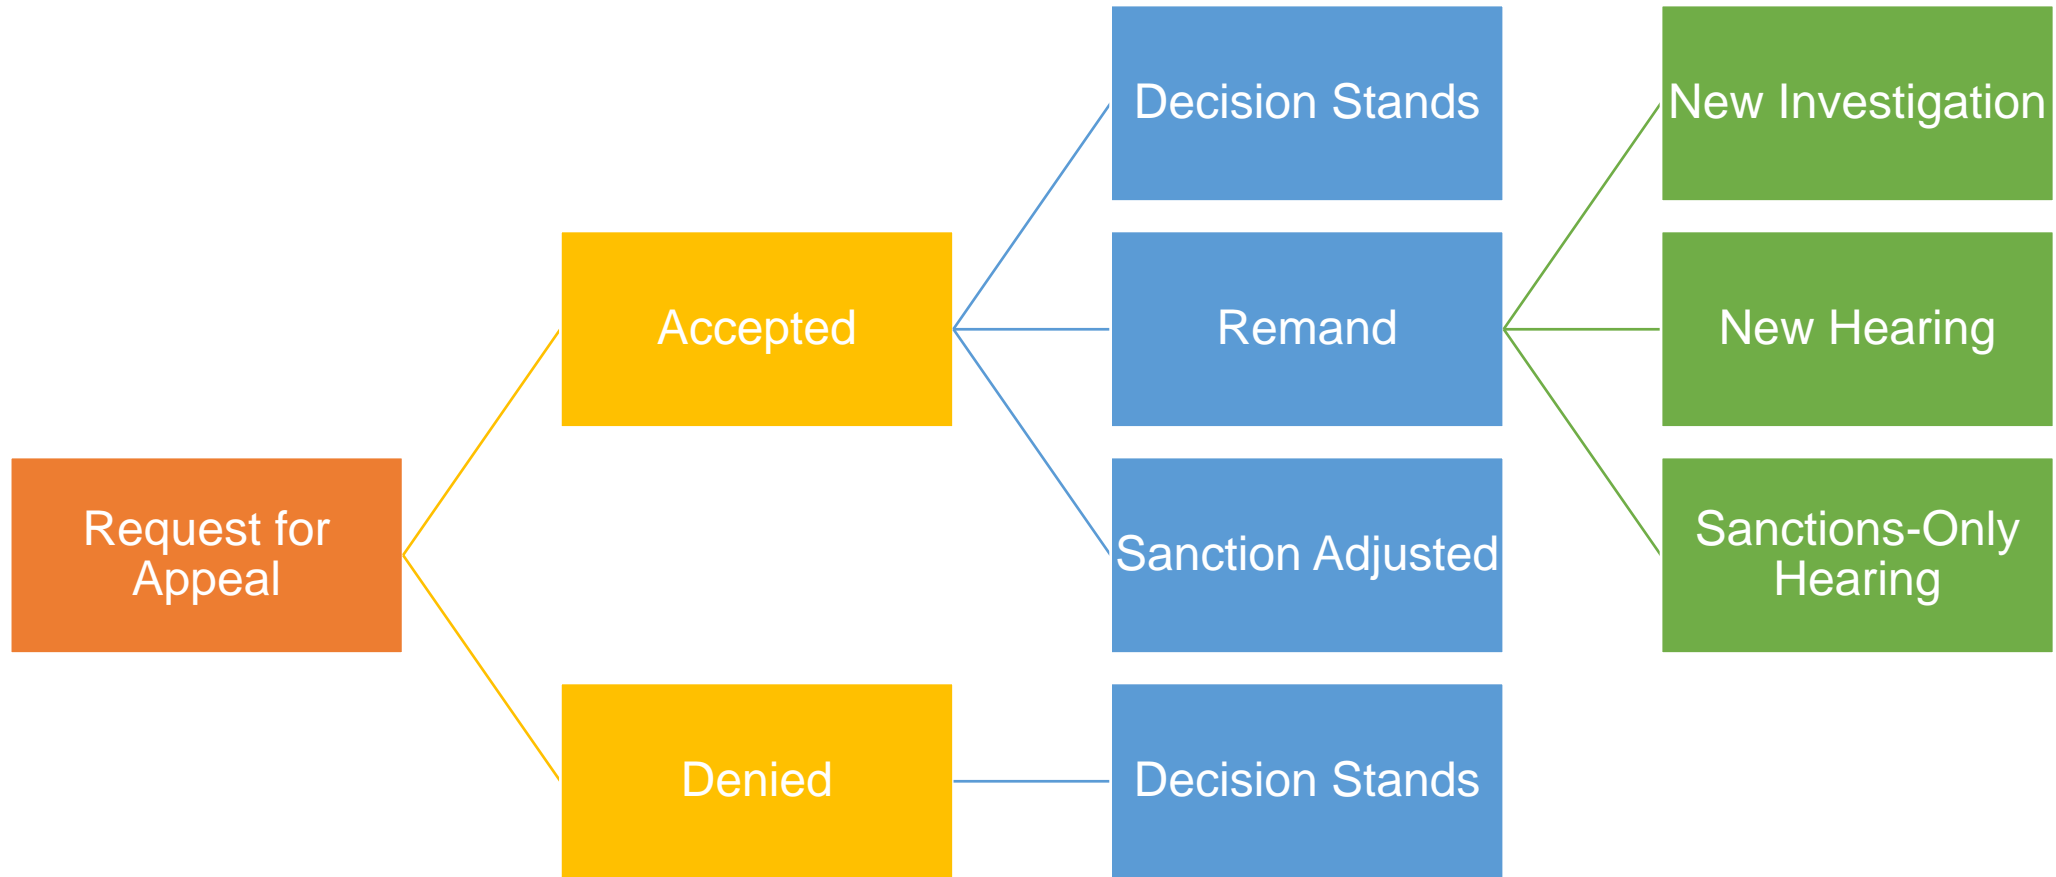 Request for
Appeal
Accepted
Denied
Decision Stands
Remand
Sanction Adjusted
Decision Stands
New Investigation
New Hearing
Sanctions-Only
Hearing